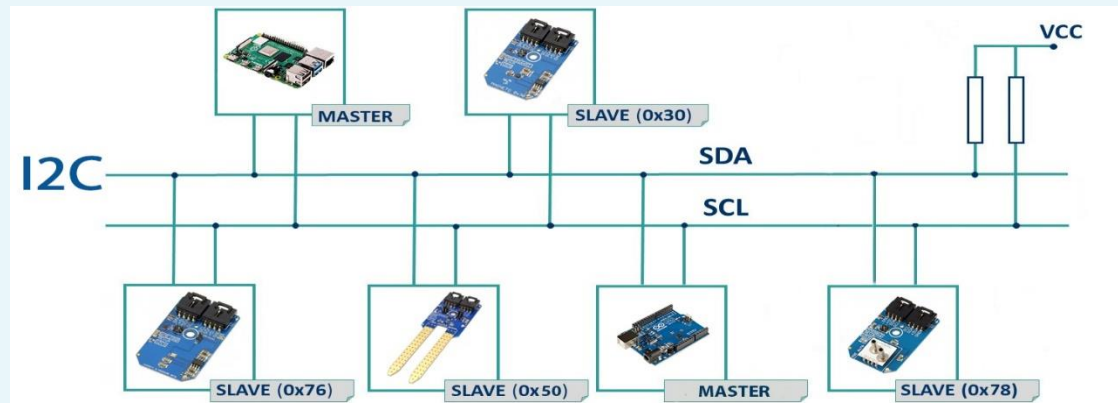 VCC
MASTER
SLAVE (0x30)
I2C
SDA
SCL
SLAVE (0x76)
SLAVE (0x50)
MASTER
SLAVE (0x78)